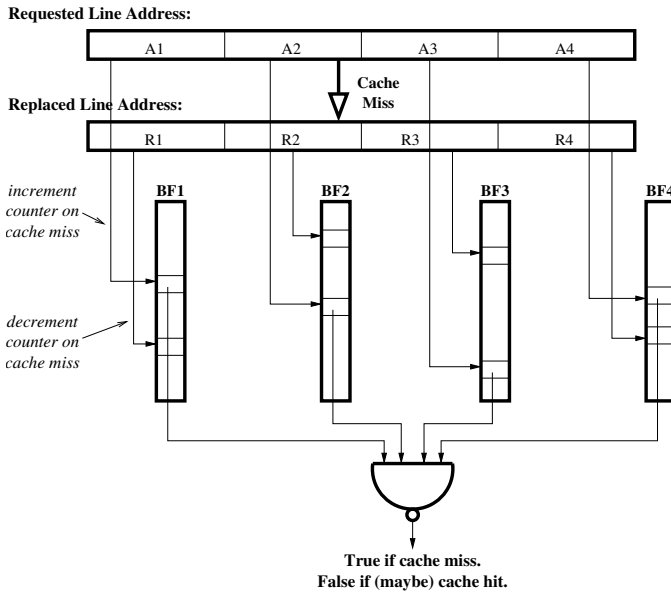 Requested Line Address:
A1 A2 A3 A4
Cache
Miss
Replaced Line Address:
R1 R2 R3 R4
increment
counter on
cache miss
BF1 BF2 BF3 BF4
decrement
counter on
cache miss
True if cache miss.
False if (maybe) cache hit.